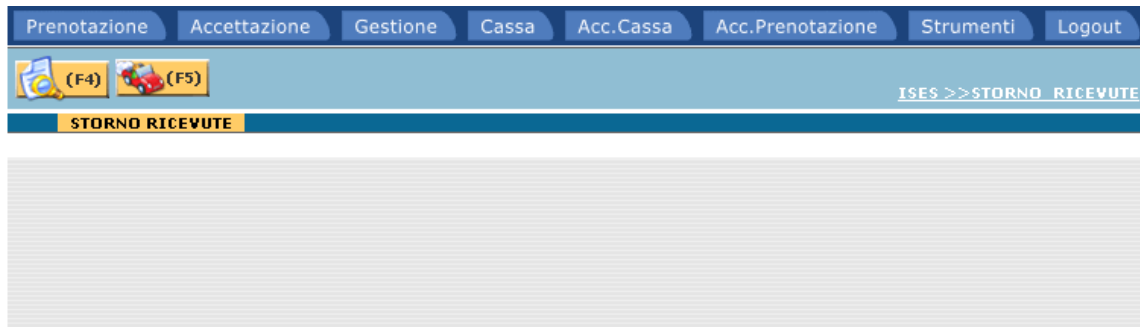 Prenotazione Accettazione Gestione Cassa Acc.Cassa Acc.Prenotazione Strumenti Logout
(F4) (F5)
ISES >>STORNO RICEVUTE
STORNO RICEVUTE